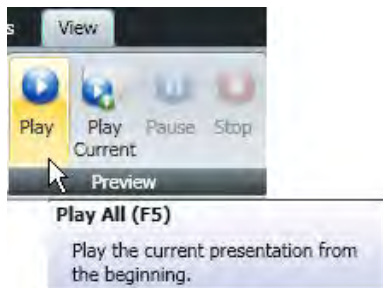 s View
Play Play Pause Stop
Current
Preview
Play All (F5)
Play the current presentation from
the beginning.